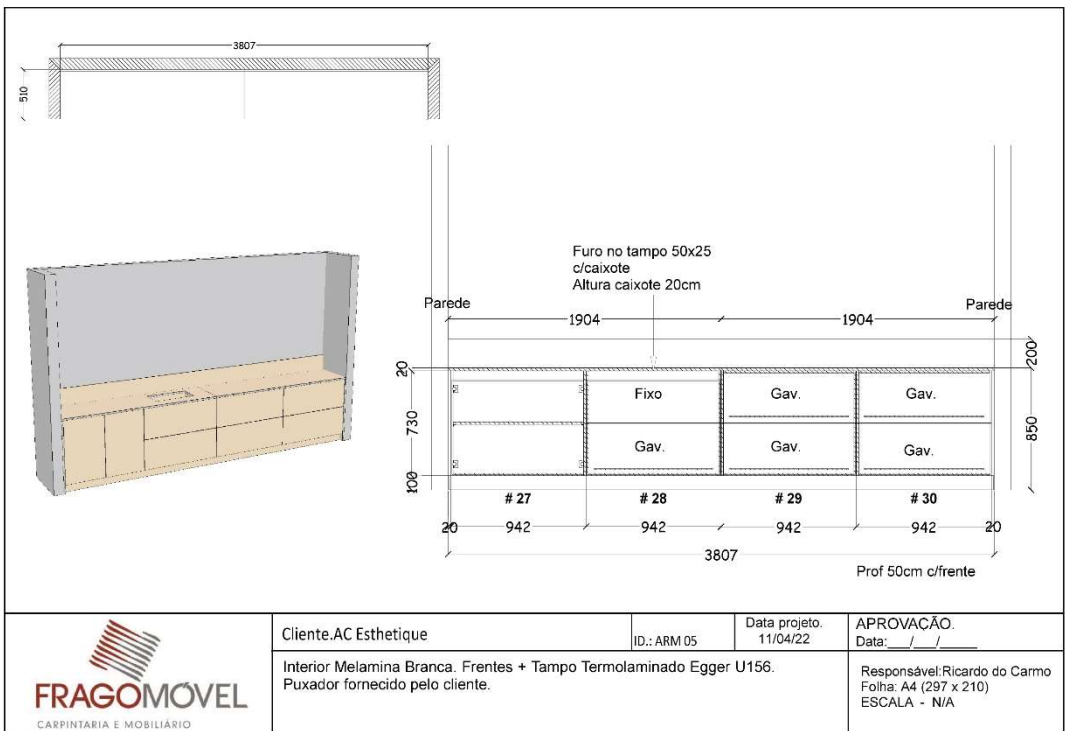 3807
510
Furo no tampo 50x25
c/caixote
Altura caixote 20cm
Parede
Parede
1904
1904
200
20
Fixo
Gav.
Gav.
730
850
Gav.
Gav.
Gav.
100
# 27
# 28
# 29
# 30
20
942
942
942
942
20
3807
Prof 50cm c/frente
FRAGOMÓVEL
CARPINTARIA E MOBILIÁRIO
Cliente.AC Esthetique
ID.: ARM 05
Data projeto.
11/04/22
APROVAÇÃO.
Data:___/___/_____
Interior Melamina Branca. Frentes + Tampo Termolaminado Egger U156.
Puxador fornecido pelo cliente.
Responsável:Ricardo do Carmo
Folha: A4 (297 x 210)
ESCALA - N/A